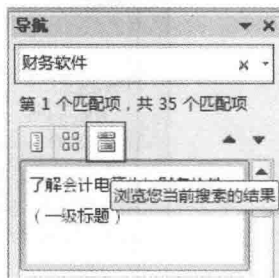 导航
财务软件
第 1 个匹配项，共 35 个匹配项
了解会计电
浏览您当前搜索的结果
（一级标题）